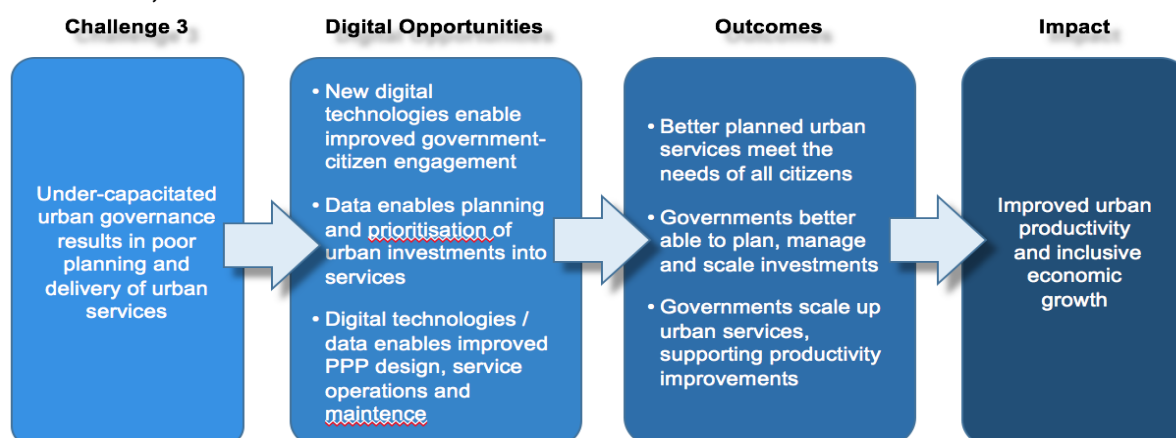 Challenge 3
Digital Opportunities
Outcomes
Impact
Under-capacitated
urban governance
results in poor
planning and
delivery of urban
services
• New digital
technologies enable
improved government-
citizen engagement
• Data enables planning
and prioritisation of
urban investments into
services
• Digital technologies /
data enables improved
PPP design, service
operations and
maintence
• Better planned urban
services meet the
needs of all citizens
• Governments better
able to plan, manage
and scale investments
• Governments scale up
urban services,
supporting productivity
improvements
Improved urban
productivity
and inclusive
economic
growth